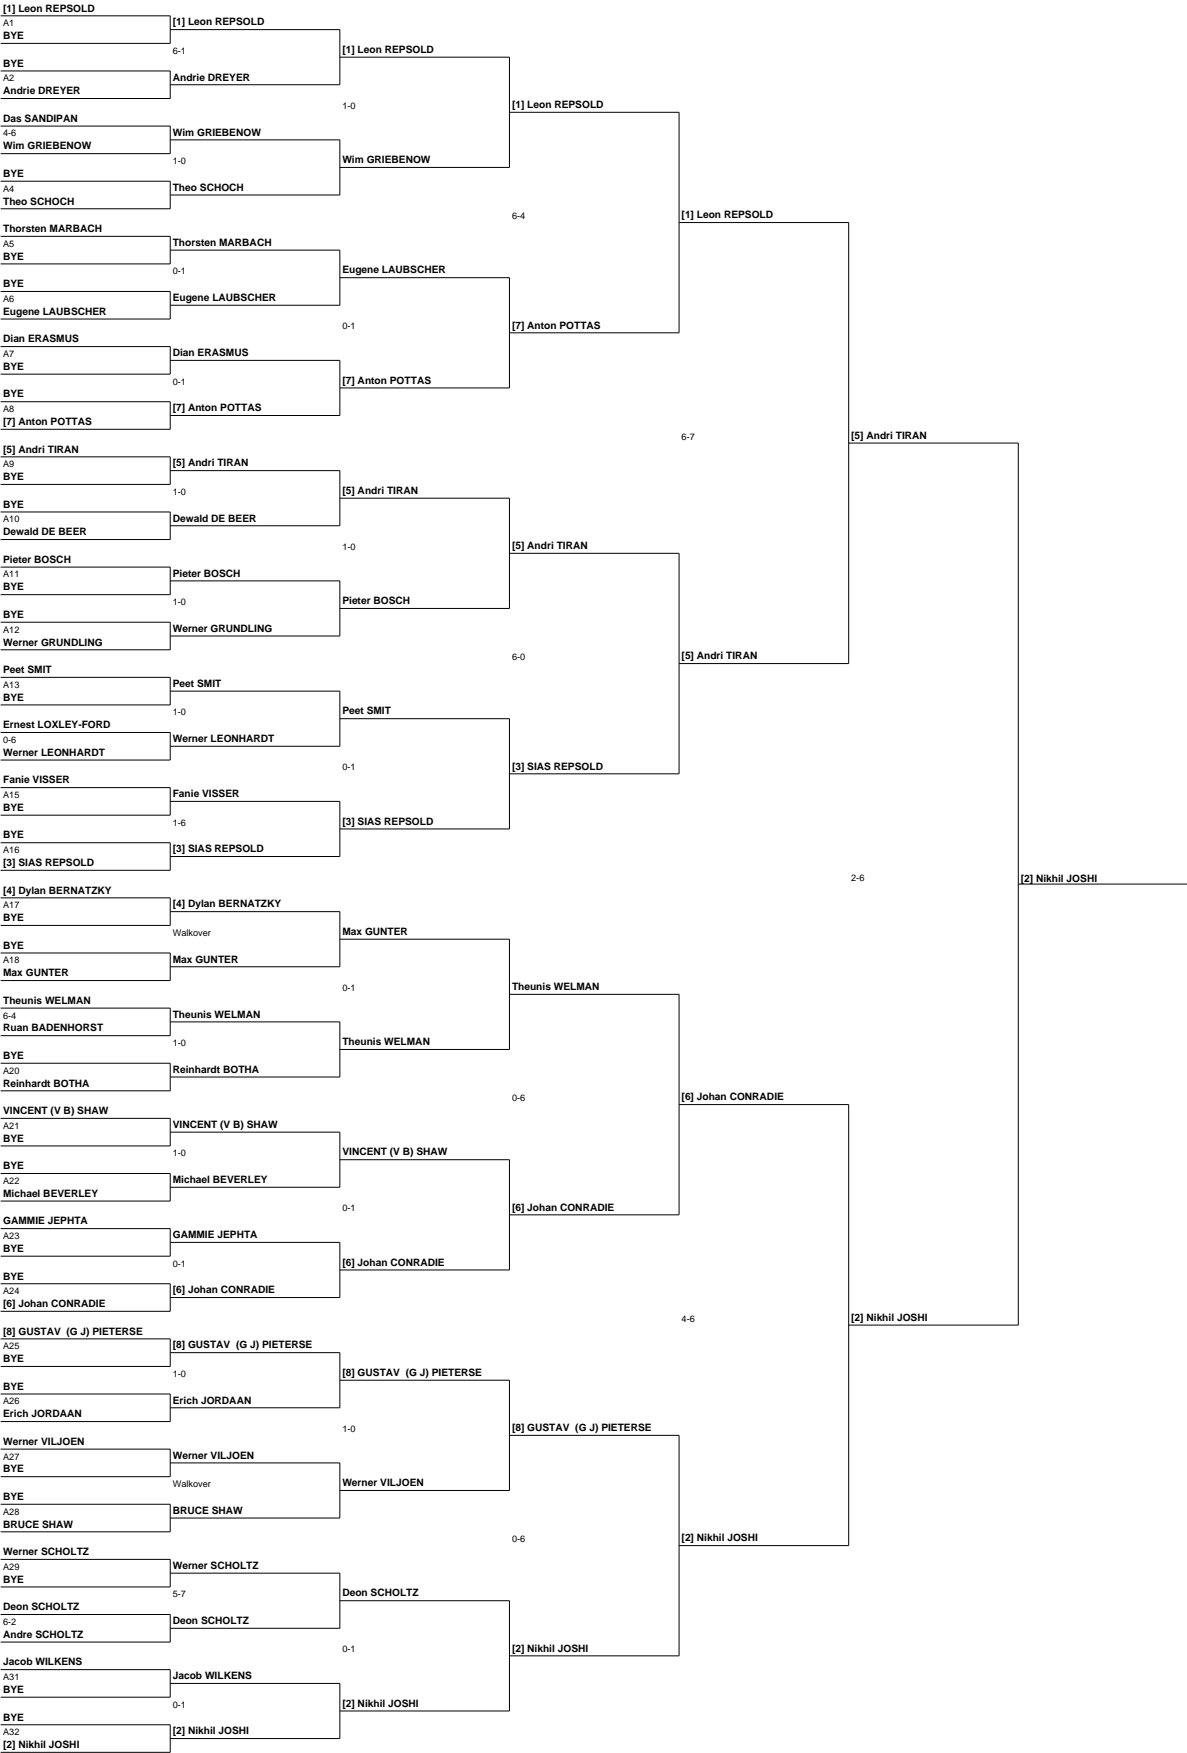 [1] Leon REPSOLD
A1
BYE
BYE
A2
Andrie DREYER
Das SANDIPAN
4-6
Wim GRIEBENOW
BYE
A4
Theo SCHOCH
Thorsten MARBACH
A5
BYE
BYE
A6
Eugene LAUBSCHER
Dian ERASMUS
A7
BYE
BYE
A8
[7] Anton POTTAS
[5] Andri TIRAN
A9
BYE
BYE
A10
Dewald DE BEER
Pieter BOSCH
A11
BYE
BYE
A12
Werner GRUNDLING
Peet SMIT
A13
BYE
Ernest LOXLEY-FORD
0-6
Werner LEONHARDT
Fanie VISSER
A15
BYE
BYE
A16
[3] SIAS REPSOLD
[4] Dylan BERNATZKY
A17
BYE
BYE
A18
Max GUNTER
Theunis WELMAN
6-4
Ruan BADENHORST
BYE
A20
Reinhardt BOTHA
VINCENT (V B) SHAW
A21
BYE
BYE
A22
Michael BEVERLEY
GAMMIE JEPHTA
A23
BYE
BYE
A24
[6] Johan CONRADIE
[8] GUSTAV (G J) PIETERSE
A25
BYE
BYE
A26
Erich JORDAAN
Werner VILJOEN
A27
BYE
BYE
A28
BRUCE SHAW
Werner SCHOLTZ
A29
BYE
Deon SCHOLTZ
6-2
Andre SCHOLTZ
Jacob WILKENS
A31
BYE
BYE
A32
[2] Nikhil JOSHI
[1] Leon REPSOLD
6-1
Andrie DREYER
Wim GRIEBENOW
1-0
Theo SCHOCH
Thorsten MARBACH
0-1
Eugene LAUBSCHER
Dian ERASMUS
0-1
[7] Anton POTTAS
[5] Andri TIRAN
1-0
Dewald DE BEER
Pieter BOSCH
1-0
Werner GRUNDLING
Peet SMIT
1-0
Werner LEONHARDT
Fanie VISSER
1-6
[3] SIAS REPSOLD
[4] Dylan BERNATZKY
Walkover
Max GUNTER
Theunis WELMAN
1-0
Reinhardt BOTHA
VINCENT (V B) SHAW
1-0
Michael BEVERLEY
GAMMIE JEPHTA
0-1
[6] Johan CONRADIE
[8] GUSTAV (G J) PIETERSE
1-0
Erich JORDAAN
Werner VILJOEN
Walkover
BRUCE SHAW
Werner SCHOLTZ
5-7
Deon SCHOLTZ
Jacob WILKENS
0-1
[2] Nikhil JOSHI
[1] Leon REPSOLD
1-0
Wim GRIEBENOW
Eugene LAUBSCHER
0-1
[7] Anton POTTAS
[5] Andri TIRAN
1-0
Pieter BOSCH
Peet SMIT
0-1
[3] SIAS REPSOLD
Max GUNTER
0-1
Theunis WELMAN
VINCENT (V B) SHAW
0-1
[6] Johan CONRADIE
[8] GUSTAV (G J) PIETERSE
1-0
Werner VILJOEN
Deon SCHOLTZ
0-1
[2] Nikhil JOSHI
[1] Leon REPSOLD
6-4
[7] Anton POTTAS
[5] Andri TIRAN
6-0
[3] SIAS REPSOLD
Theunis WELMAN
0-6
[6] Johan CONRADIE
[8] GUSTAV (G J) PIETERSE
0-6
[2] Nikhil JOSHI
[1] Leon REPSOLD
6-7
[5] Andri TIRAN
[6] Johan CONRADIE
4-6
[2] Nikhil JOSHI
[5] Andri TIRAN
2-6
[2] Nikhil JOSHI
[2] Nikhil JOSHI